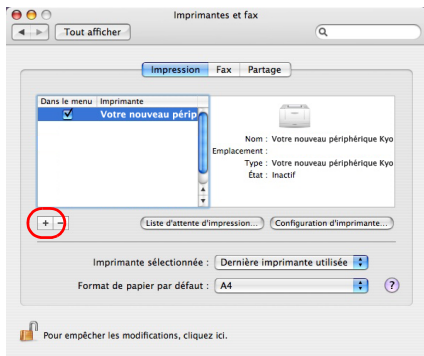 Imprimantes et fax
Tout afficher
Impression Fax Partage
Dans le menu Imprimante
Votre nouveau périp
Nom : Votre nouveau périphérique Kyo
Emplacement :
Type : Votre nouveau périphérique Kyo
État : Inactif
+ −
Liste d'attente d'impression... Configuration d'imprimante...
Imprimante sélectionnée : Dernière imprimante utilisée
Format de papier par défaut : A4 ?
Pour empêcher les modifications, cliquez ici.